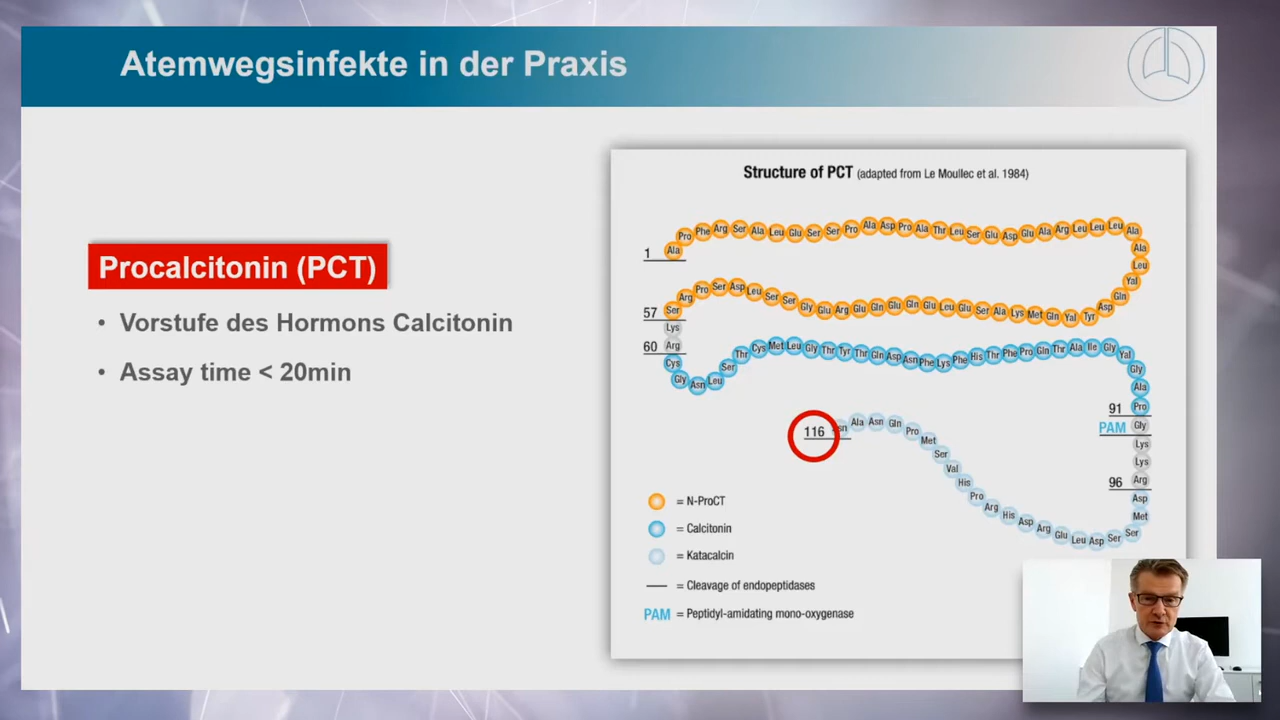 Atemwegsinfekte in der Praxis
Procalcitonin (PCT)
• Vorstufe des Hormons Calcitonin
• Assay time < 20min
Structure of PCT (adapted from Le Moullec et al. 1984)
1 Ala Pro Phe Arg Ser Ala Leu Glu Ser Ser Pro Ala Asp Pro Ala Thr Leu Ser Glu Asp Glu Ala Arg Leu Leu Leu Ala
Ala
Leu
Val
Gln
Asp
57 Ser Arg Pro Ser Asp Leu Ser Ser Gly Glu Arg Glu Gln Glu Gln Glu Leu Glu Ser Ala Lys Met Gln Val Tyr
Lys
60 Arg
Cys Gly Asn Leu Ser Thr Cys Met Leu Gly Thr Tyr Thr Gln Asp Asn Phe Lys Phe His Thr Phe Pro Gln Thr Ala Ile Gly Val
Gly
Ala
91 Pro
PAM Gly
Lys
Lys
96 Arg
Asp
Met
116 Ala Asn Gln Pro Met Ser Val His Pro Arg His Asp Arg Glu Leu Asp Ser Ser
= N-ProCT
= Calcitonin
= Katacalcin
= Cleavage of endopeptidases
PAM = Peptidyl-amidating mono-oxygenase